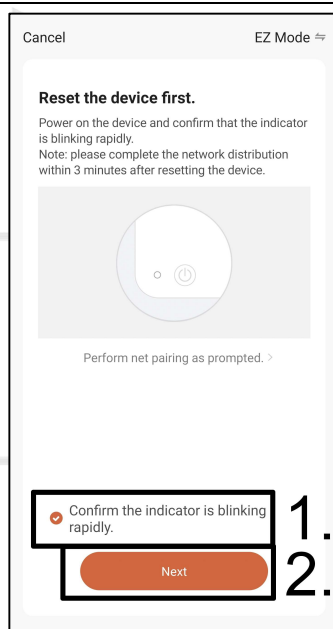 Cancel
EZ Mode ⇋
Reset the device first.
Power on the device and confirm that the indicator
is blinking rapidly.
Note: please complete the network distribution
within 3 minutes after resetting the device.
Perform net pairing as prompted. >
Confirm the indicator is blinking
rapidly.
1.
Next
2.